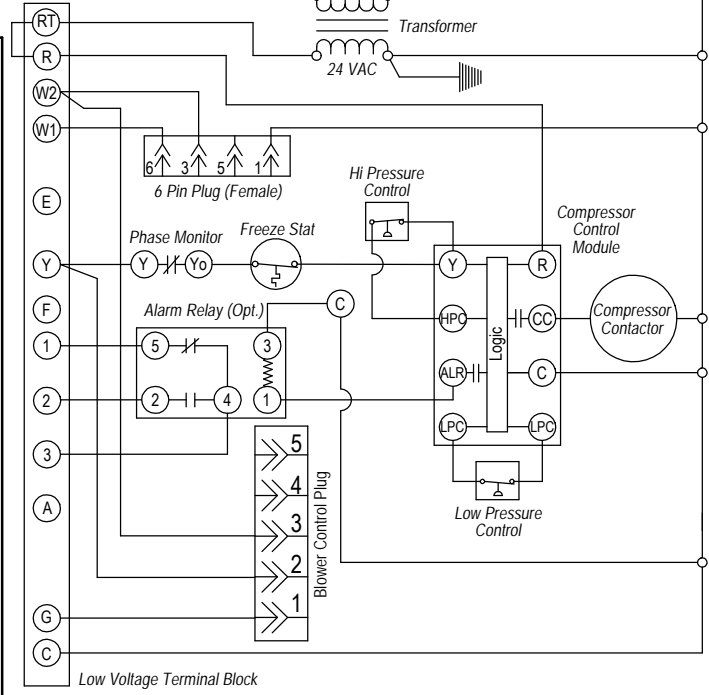 RT
Transformer
R
24 VAC
W2
W1
6 3 5 1
6 Pin Plug (Female)
Hi Pressure
Control
E
Compressor
Control
Module
Phase Monitor
Freeze Stat
Y
Y Yo
Y R
F
Alarm Relay (Opt.)
C
HPC
Logic
CC
Compressor
Contactor
1
5
3
ALR
C
2
2
4
1
LPC
LPC
3
5
4
3
2
1
Blower Control Plug
Low Pressure
Control
A
G
C
Low Voltage Terminal Block